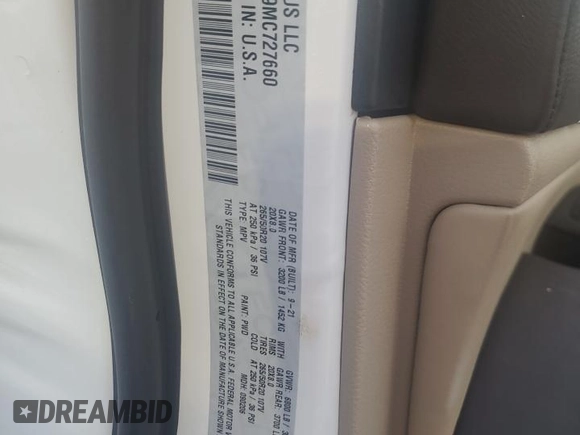 US LLC
9MC727660
IN: U.S.A.
DATE OF MFR (BUILT): 9-21 GVWR: 6800 LB /
GAWR FRONT: 3200 LB / 1452 KG WITH GAWR REAR: 3700 L
20X8.0 RIMS 20X8.0
265/50R20 107V TIRES 265/50R20 107V
AT 250 kPa / 36 PSI COLD AT 250 kPa / 36 PSI
TYPE: MPV PAINT: PWD MDH: 090206
THIS VEHICLE CONFORMS TO ALL APPLICABLE U.S.A. FEDERAL MOTOR V
STANDARDS IN EFFECT ON THE DATE OF MANUFACTURE SHOWN
DREAMBID